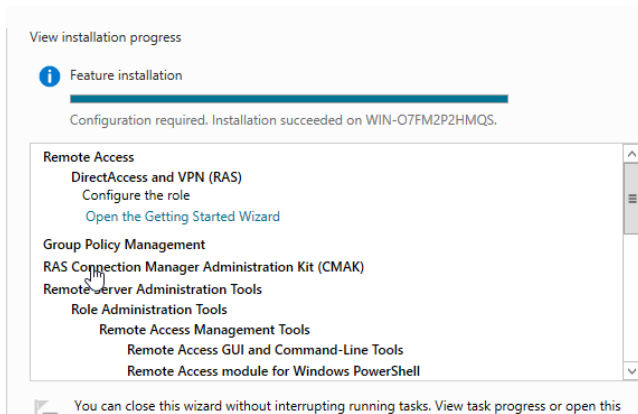 View installation progress
Feature installation
Configuration required. Installation succeeded on WIN-O7FM2P2HMQS.
Remote Access
DirectAccess and VPN (RAS)
Configure the role
Open the Getting Started Wizard
Group Policy Management
RAS Connection Manager Administration Kit (CMAK)
Remote Server Administration Tools
Role Administration Tools
Remote Access Management Tools
Remote Access GUI and Command-Line Tools
Remote Access module for Windows PowerShell
You can close this wizard without interrupting running tasks. View task progress or open this